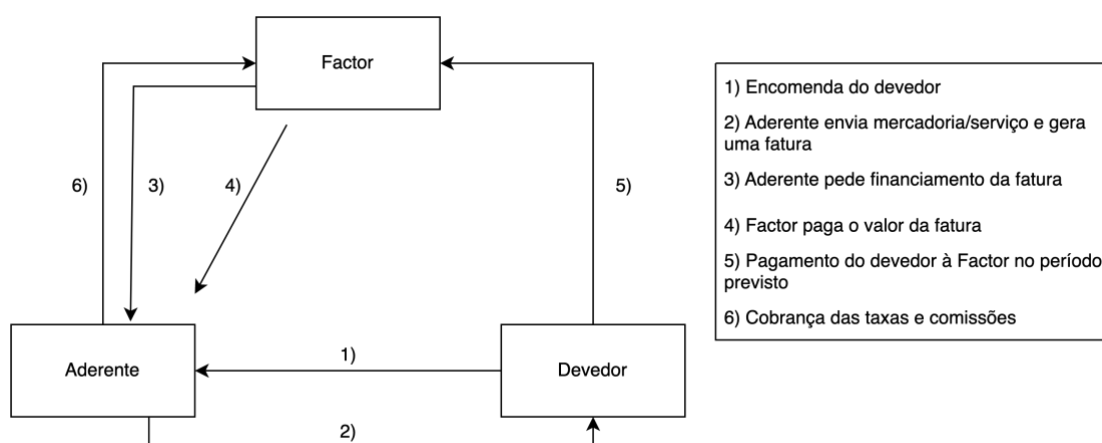 Factor
1) Encomenda do devedor
2) Aderente envia mercadoria/serviço e gera
uma fatura
3) Aderente pede financiamento da fatura
4) Factor paga o valor da fatura
5) Pagamento do devedor à Factor no período
previsto
6) Cobrança das taxas e comissões
6)
3)
4)
5)
Aderente
1)
Devedor
2)